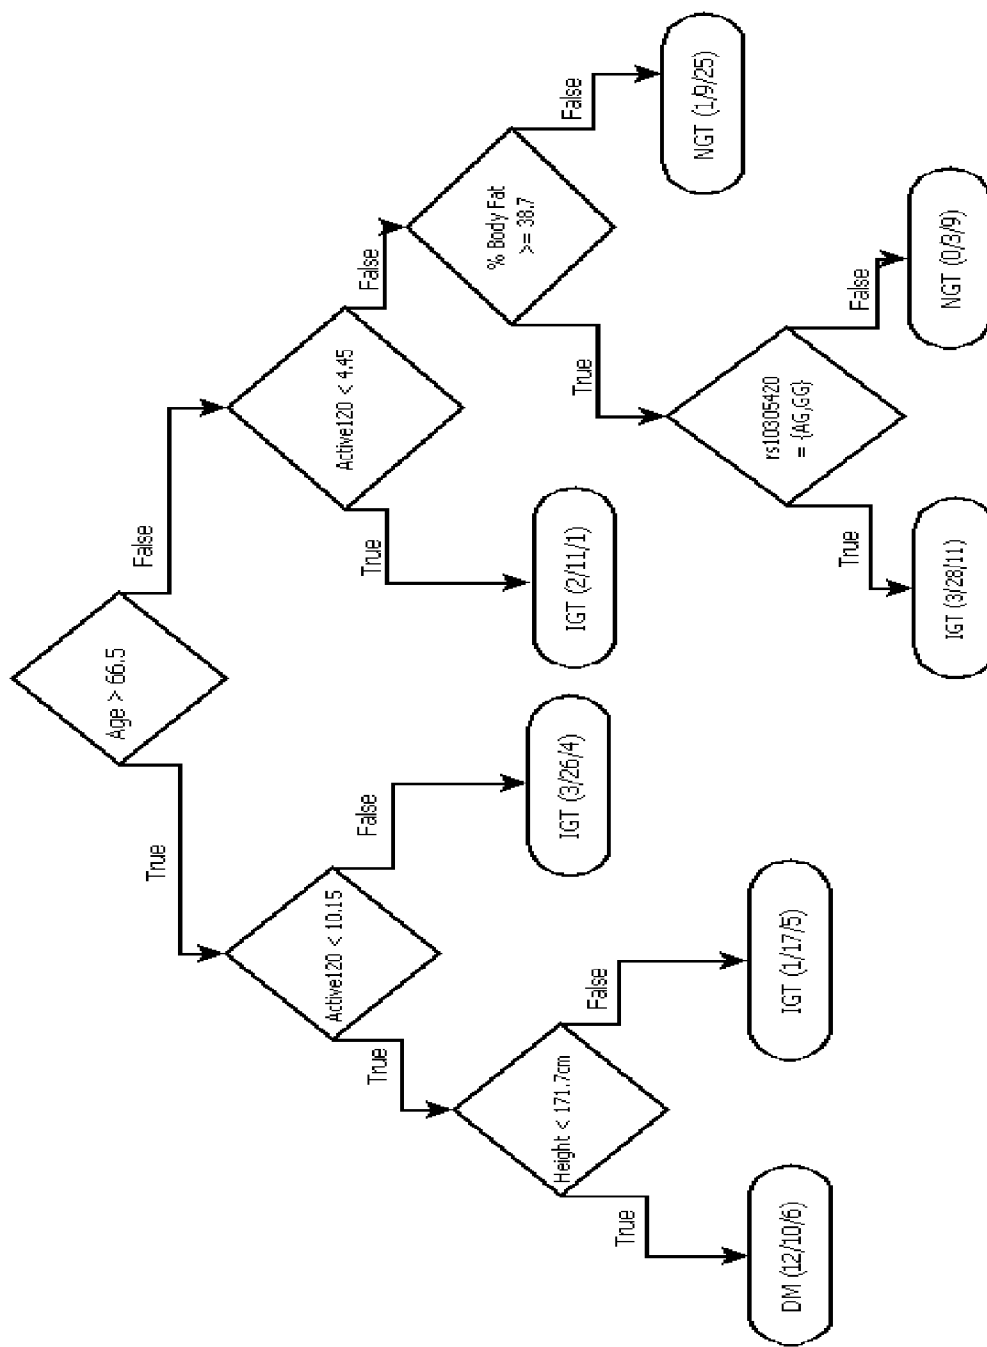 Age > 66.5
True
False
Active120 < 10.15
Active120 < 4.45
True
False
True
False
Height < 171.7cm
IGT (3/26/4)
IGT (2/11/1)
% Body Fat
>= 38.7
True
False
True
False
DM (12/10/6)
IGT (1/17/5)
rs10305420
= {AG,GG}
NGT (1/9/25)
True
False
IGT (3/28/11)
NGT (0/3/9)